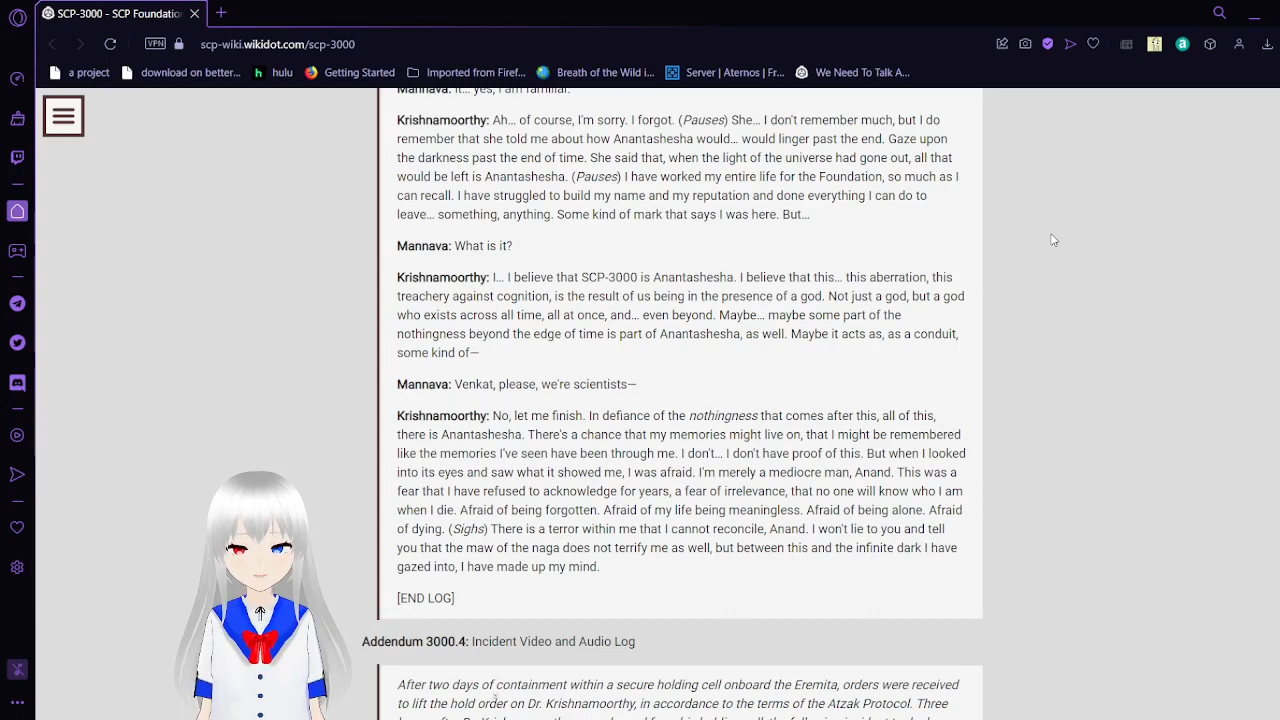 SCP-3000 - SCP Foundatio
VPN
scp-wiki.wikidot.com/scp-3000
a project
download on better...
hulu
Getting Started
Imported from Firef...
Breath of the Wild i...
Server | Aternos | Fr...
We Need To Talk A...
Mannava: It… yes, I am familiar.
Krishnamoorthy: Ah… of course, I'm sorry. I forgot. (Pauses) She… I don't remember much, but I do
remember that she told me about how Anantashesha would… would linger past the end. Gaze upon
the darkness past the end of time. She said that, when the light of the universe had gone out, all that
would be left is Anantashesha. (Pauses) I have worked my entire life for the Foundation, so much as I
can recall. I have struggled to build my name and my reputation and done everything I can do to
leave… something, anything. Some kind of mark that says I was here. But…
Mannava: What is it?
Krishnamoorthy: I… I believe that SCP-3000 is Anantashesha. I believe that this… this aberration, this
treachery against cognition, is the result of us being in the presence of a god. Not just a god, but a god
who exists across all time, all at once, and… even beyond. Maybe… maybe some part of the
nothingness beyond the edge of time is part of Anantashesha, as well. Maybe it acts as, as a conduit,
some kind of—
Mannava: Venkat, please, we're scientists—
Krishnamoorthy: No, let me finish. In defiance of the nothingness that comes after this, all of this,
there is Anantashesha. There's a chance that my memories might live on, that I might be remembered
like the memories I've seen have been through me. I don't… I don't have proof of this. But when I looked
into its eyes and saw what it showed me, I was afraid. I'm merely a mediocre man, Anand. This was a
fear that I have refused to acknowledge for years, a fear of irrelevance, that no one will know who I am
when I die. Afraid of being forgotten. Afraid of my life being meaningless. Afraid of being alone. Afraid
of dying. (Sighs) There is a terror within me that I cannot reconcile, Anand. I won't lie to you and tell
you that the maw of the naga does not terrify me as well, but between this and the infinite dark I have
gazed into, I have made up my mind.
[END LOG]
Addendum 3000.4: Incident Video and Audio Log
After two days of containment within a secure holding cell onboard the Eremita, orders were received
to lift the hold order on Dr. Krishnamoorthy, in accordance to the terms of the Atzak Protocol. Three